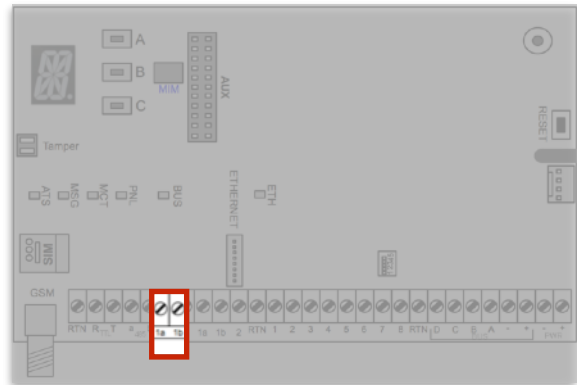 A
B
C
MIM
AUX
RESET
Tamper
ATS
MSG
MCT
PNL
BUS
ETHERNET
ETH
SIM
GSM
RTN R T a 1a 1b 1a 1b 2 RTN 1 2 3 4 5 6 7 8 RTN D C B A - + - +